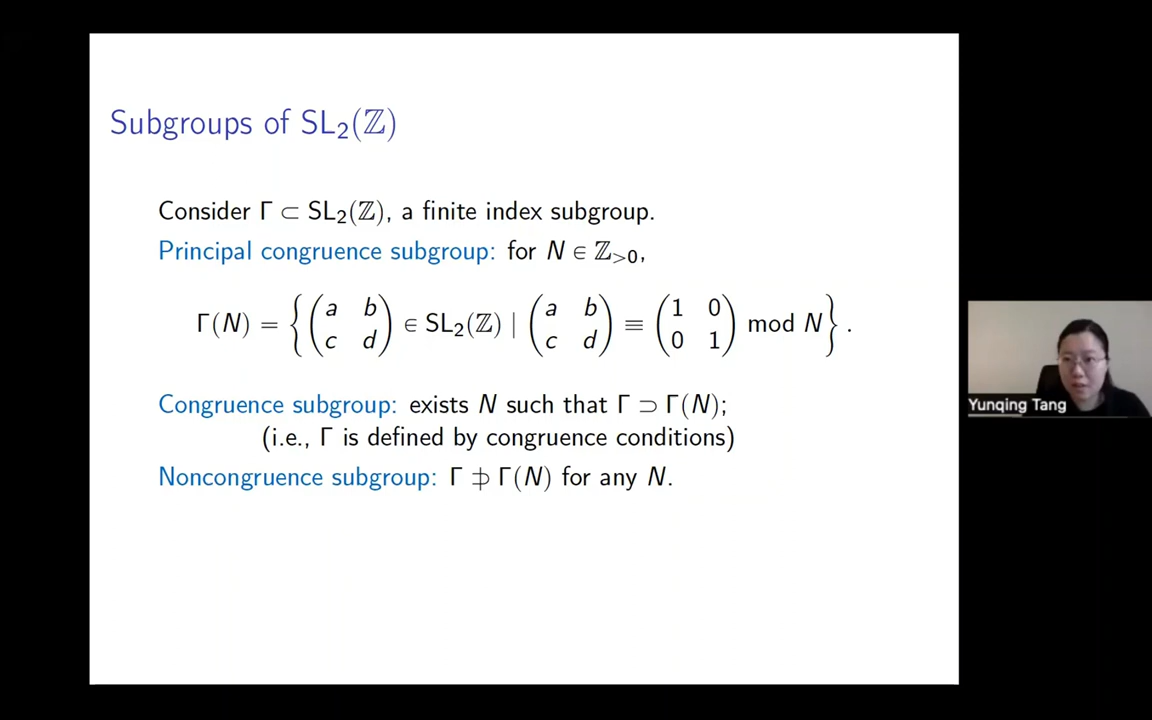 Subgroups of SL₂(ℤ)
Consider Γ ⊂ SL₂(ℤ), a finite index subgroup.
Principal congruence subgroup: for N ∈ ℤ>0,
Γ(N) = { (a b; c d) ∈ SL₂(ℤ) | (a b; c d) ≡ (1 0; 0 1) mod N } .
Congruence subgroup: exists N such that Γ ⊃ Γ(N);
(i.e., Γ is defined by congruence conditions)
Noncongruence subgroup: Γ ⊅ Γ(N) for any N.
Yunqing Tang